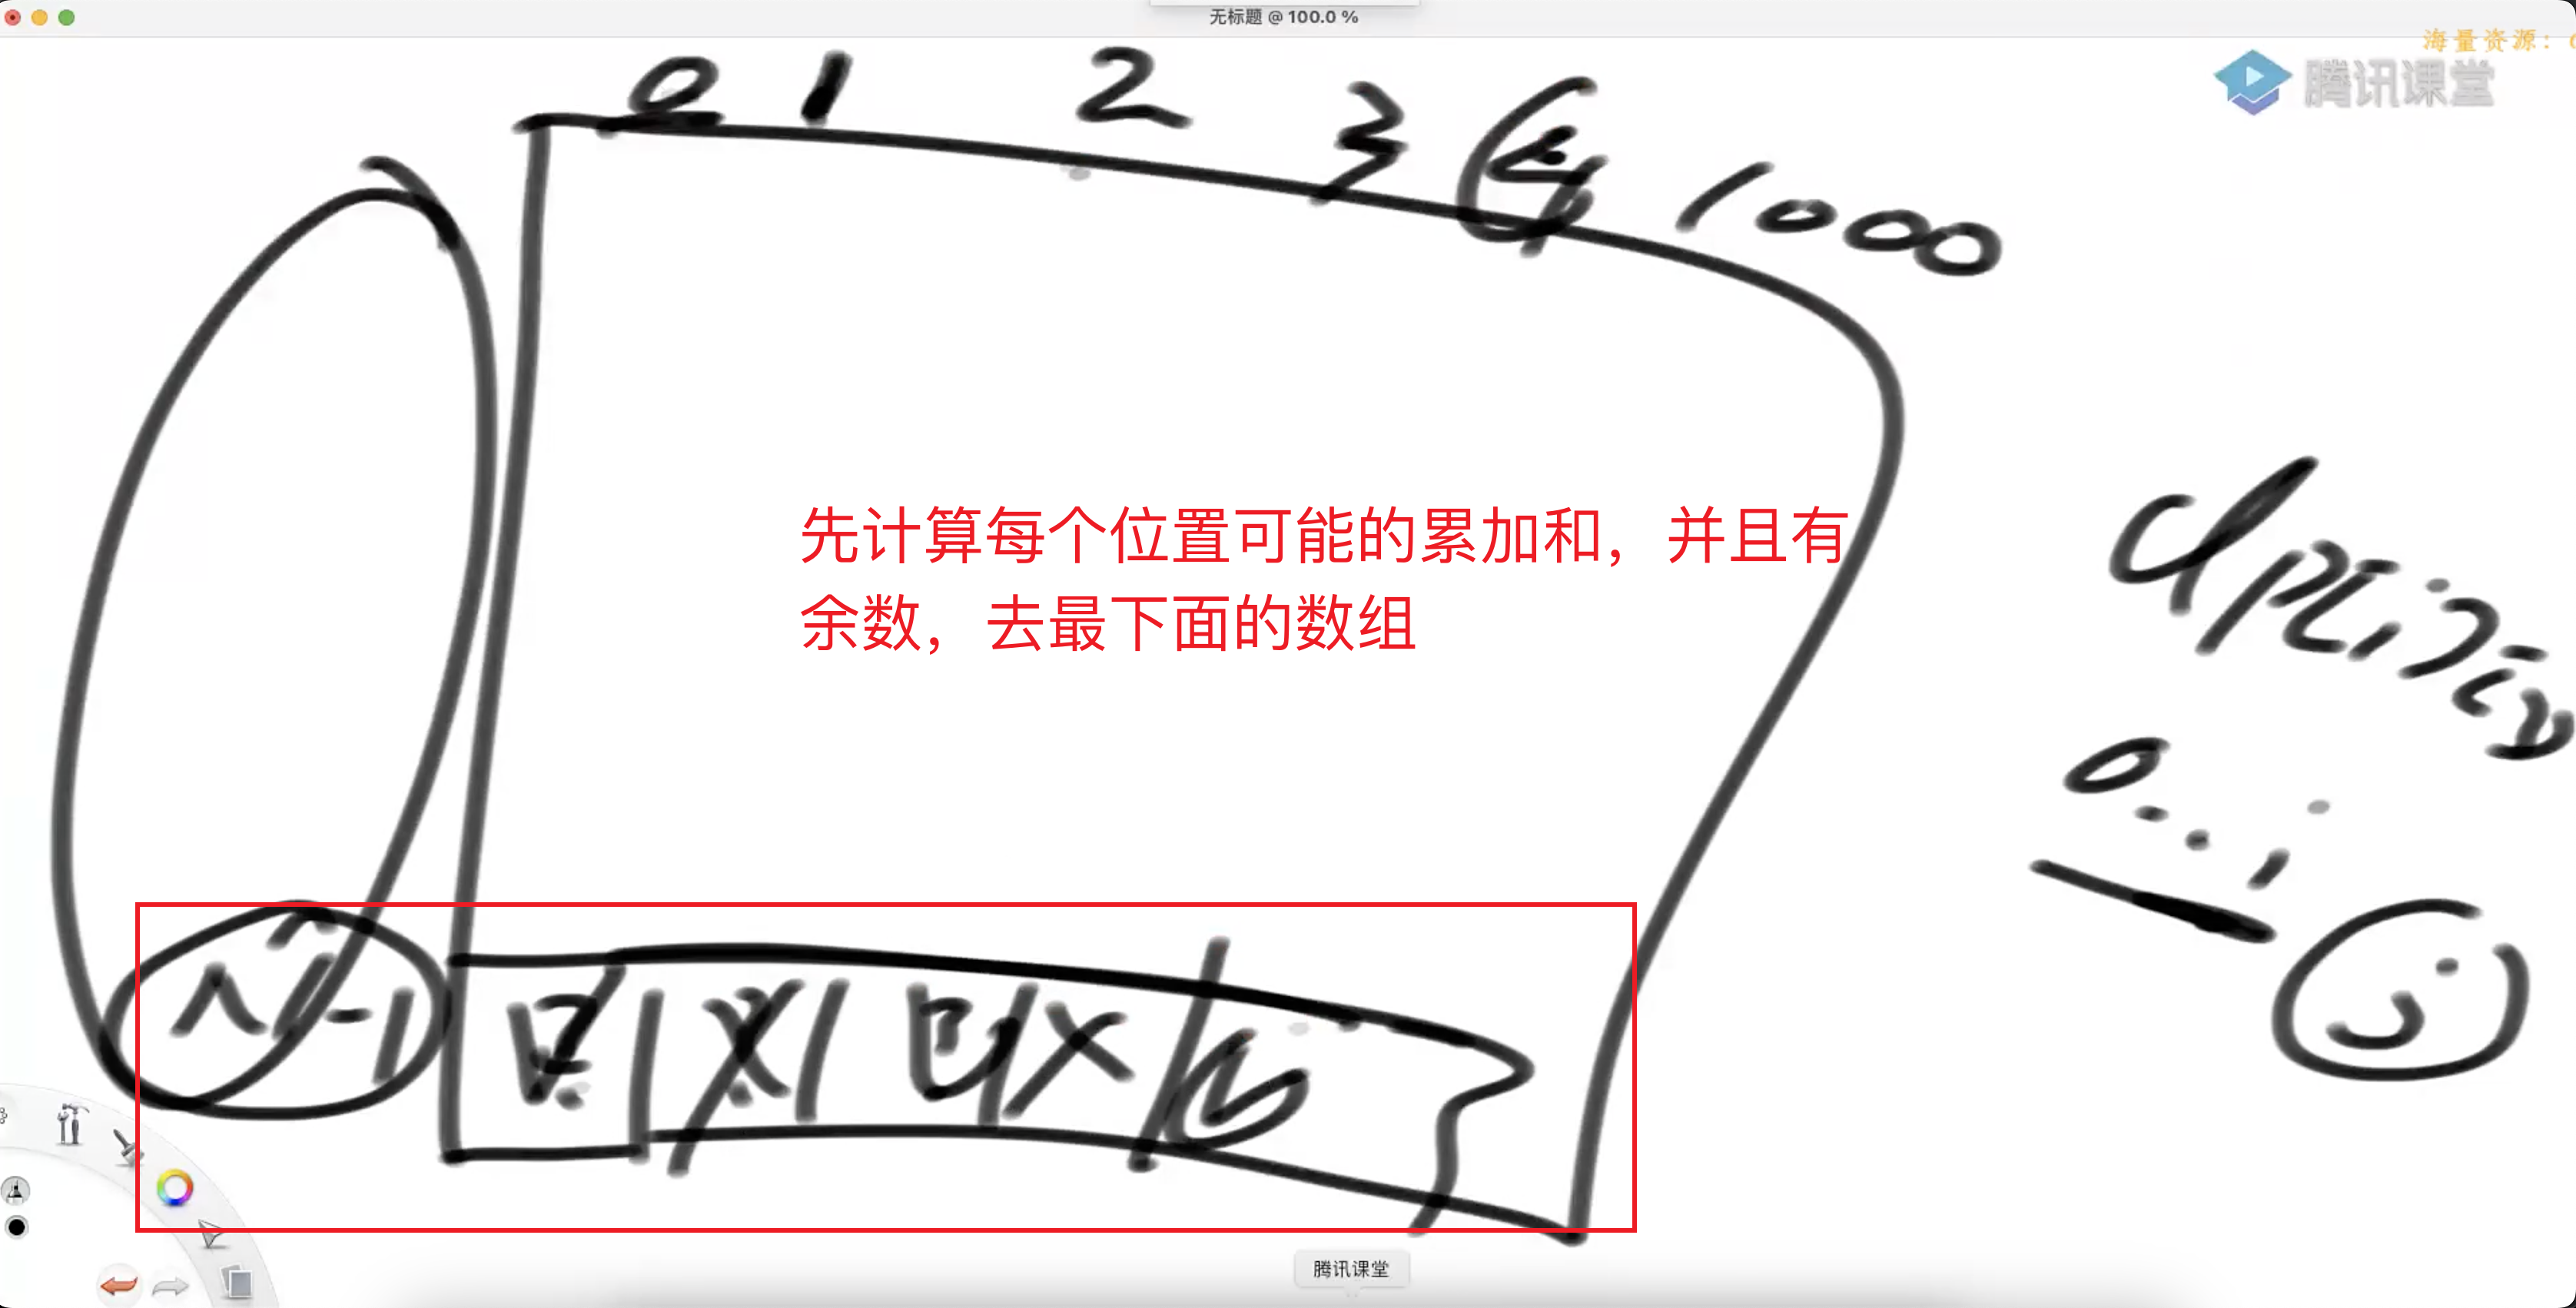 无标题 @ 100.0 %
海量资源：
腾讯课堂
0 1 2 3 4 1000
先计算每个位置可能的累加和，并且有
余数，去最下面的数组
dp[i][j]
0...i
j
N-1
腾讯课堂